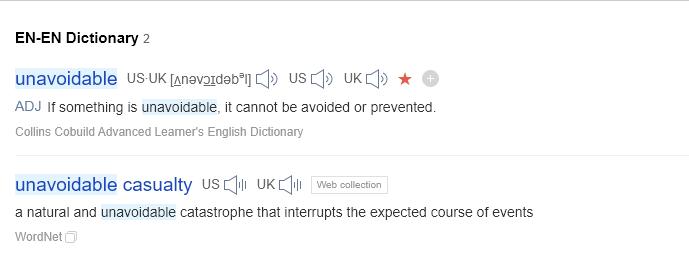 EN-EN Dictionary 2
unavoidable US·UK [ʌnəvɔɪdəbᵊl] US UK
ADJ If something is unavoidable, it cannot be avoided or prevented.
Collins Cobuild Advanced Learner's English Dictionary
unavoidable casualty US UK Web collection
a natural and unavoidable catastrophe that interrupts the expected course of events
WordNet